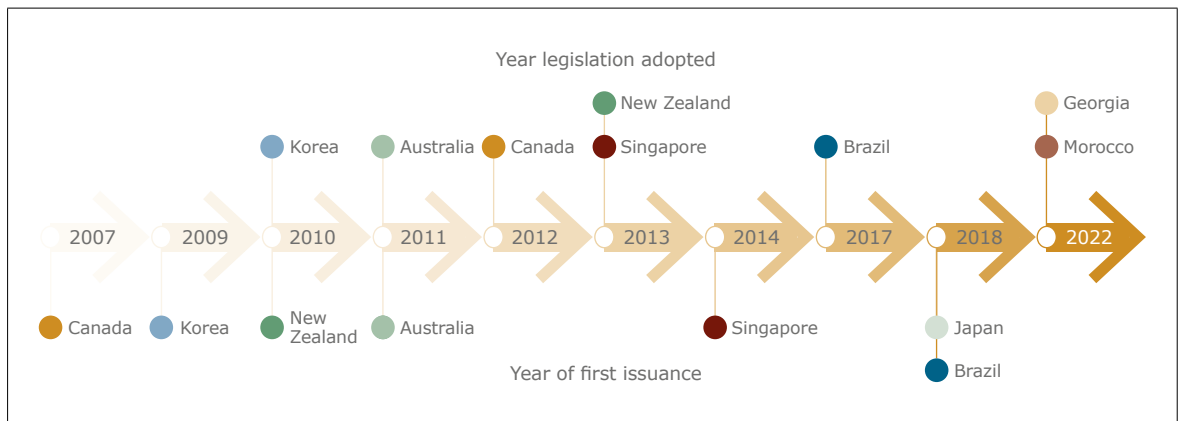 Year legislation adopted
New Zealand
Georgia
Korea
Australia
Canada
Singapore
Brazil
Morocco
2007
2009
2010
2011
2012
2013
2014
2017
2018
2022
Canada
Korea
New
Zealand
Australia
Singapore
Japan
Brazil
Year of first issuance